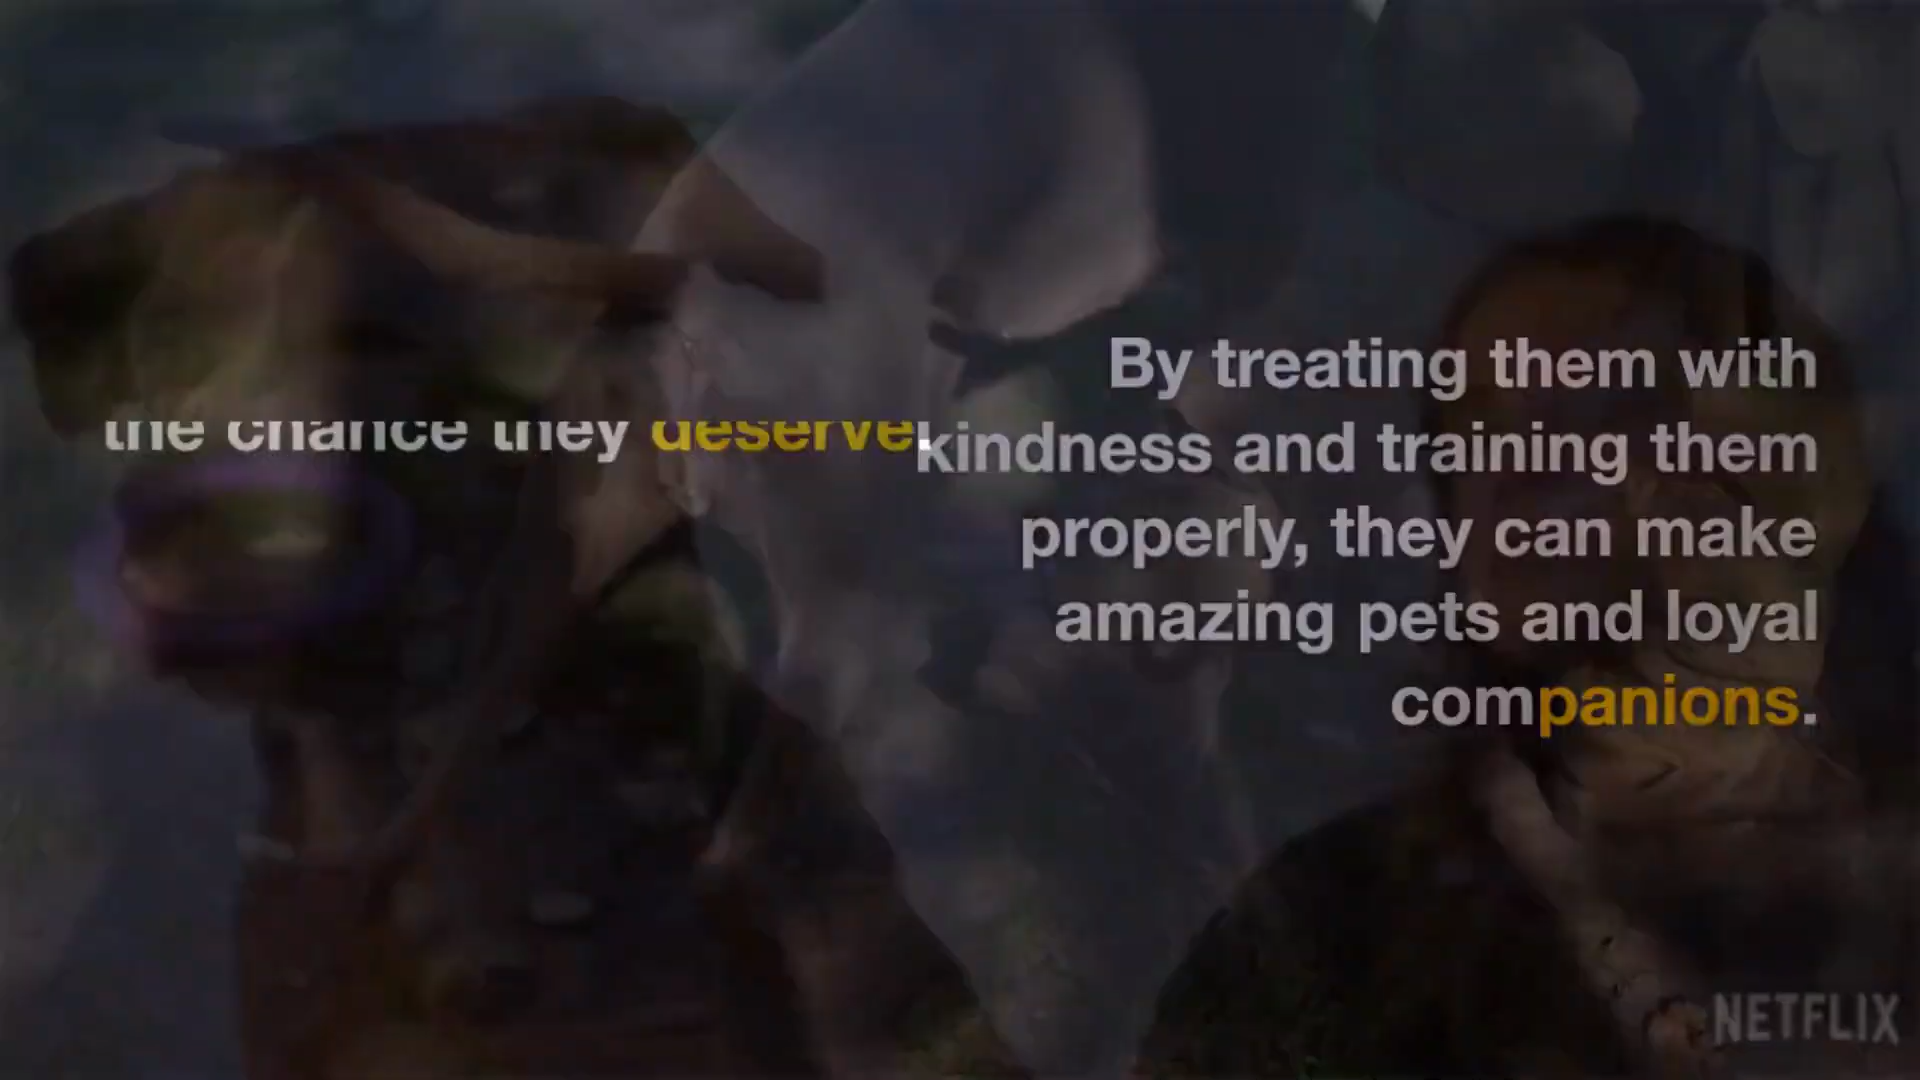 the chance they deserve.
By treating them with
kindness and training them
properly, they can make
amazing pets and loyal
companions.
NETFLIX